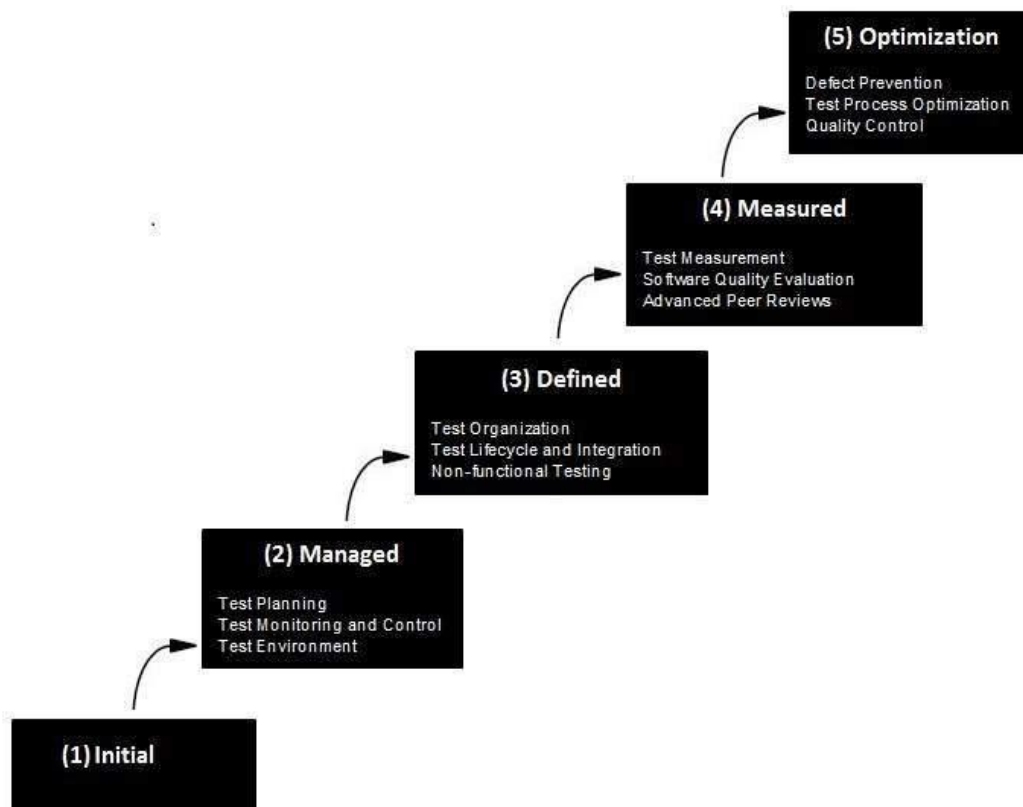 (5) Optimization
Defect Prevention
Test Process Optimization
Quality Control
(4) Measured
Test Measurement
Software Quality Evaluation
Advanced Peer Reviews
(3) Defined
Test Organization
Test Lifecycle and Integration
Non-functional Testing
(2) Managed
Test Planning
Test Monitoring and Control
Test Environment
(1) Initial